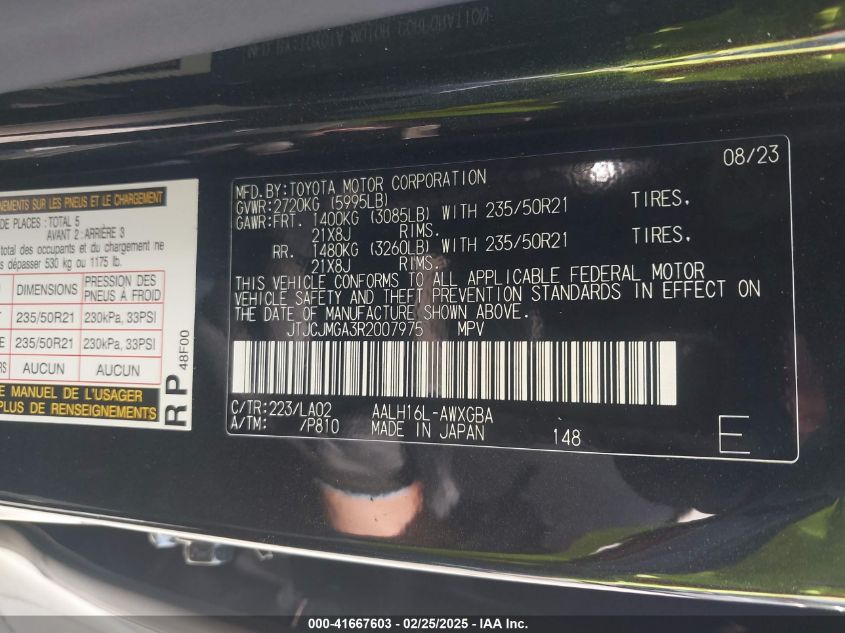 NEMENTS SUR LES PNEUS ET LE CHARGEMENT
DE PLACES : TOTAL 5
AVANT 2 : ARRIÈRE 3
total des occupants et du chargement ne
s dépasser 530 kg ou 1175 lb.
DIMENSIONS PRESSION DES PNEUS À FROID
T 235/50R21 230kPa, 33PSI
E 235/50R21 230kPa, 33PSI
RS AUCUN AUCUN
E MANUEL DE L'USAGER
PLUS DE RENSEIGNEMENTS
RP
48F00
08/23
MFD.BY:TOYOTA MOTOR CORPORATION
GVWR:2720KG (5995LB)
GAWR:FRT. 1400KG (3085LB) WITH 235/50R21 TIRES,
21X8J RIMS.
RR. 1480KG (3260LB) WITH 235/50R21 TIRES,
21X8J RIMS.
THIS VEHICLE CONFORMS TO ALL APPLICABLE FEDERAL MOTOR
VEHICLE SAFETY AND THEFT PREVENTION STANDARDS IN EFFECT ON
THE DATE OF MANUFACTURE SHOWN ABOVE.
JTJCJMGA3R2007975 MPV
C/TR:223/LA02 AALH16L-AWXGBA
A/TM: /P810 MADE IN JAPAN 148 E
000-41667603 - 02/25/2025 - IAA Inc.